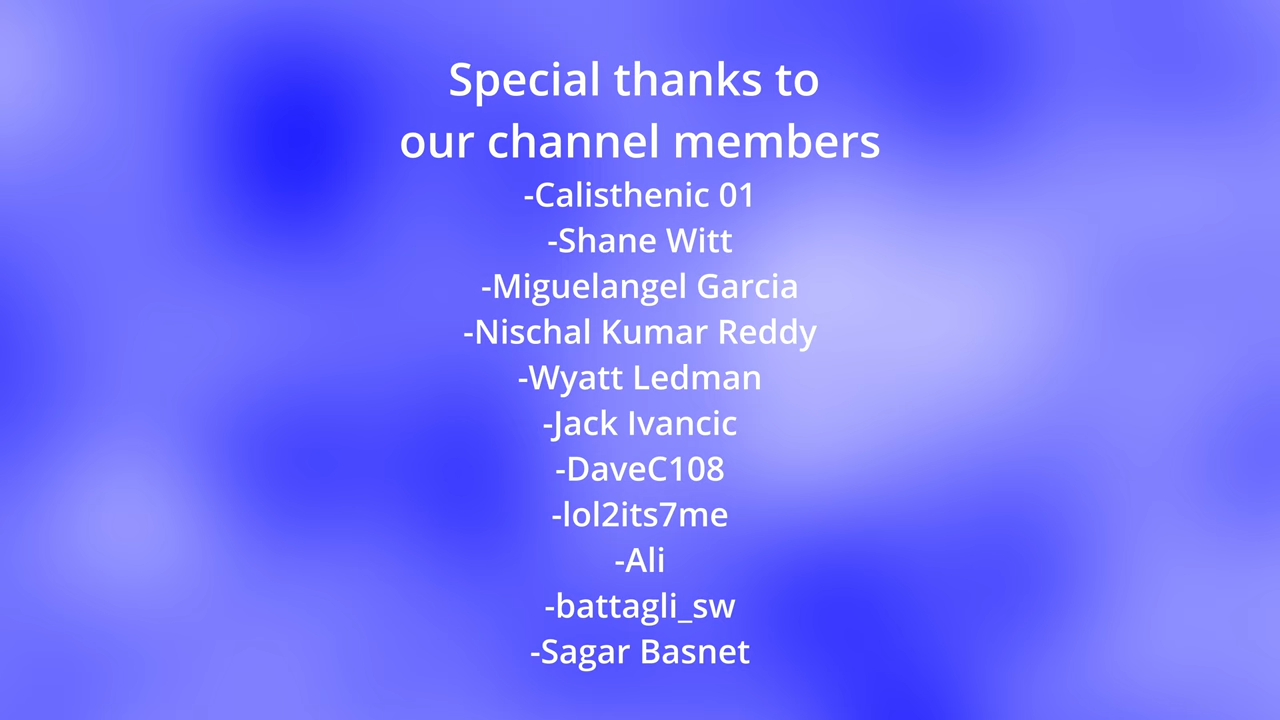 Special thanks to
our channel members
-Calisthenic 01
-Shane Witt
-Miguelangel Garcia
-Nischal Kumar Reddy
-Wyatt Ledman
-Jack Ivancic
-DaveC108
-lol2its7me
-Ali
-battagli_sw
-Sagar Basnet